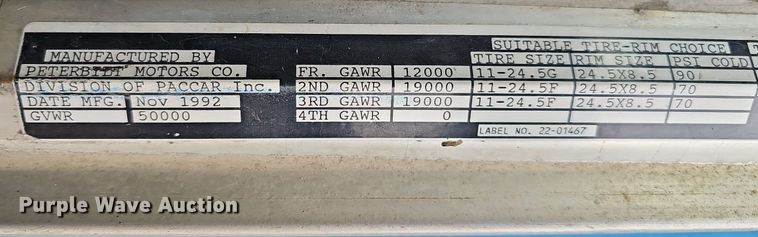 MANUFACTURED BY
PETERBILT MOTORS CO.
DIVISION OF PACCAR Inc.
DATE MFG. Nov 1992
GVWR 50000
SUITABLE TIRE-RIM CHOICE
TIRE SIZE RIM SIZE PSI COLD
FR. GAWR 12000 11-24.5G 24.5X8.5 90
2ND GAWR 19000 11-24.5F 24.5X8.5 70
3RD GAWR 19000 11-24.5F 24.5X8.5 70
4TH GAWR 0
LABEL NO. 22-01467
Purple Wave Auction